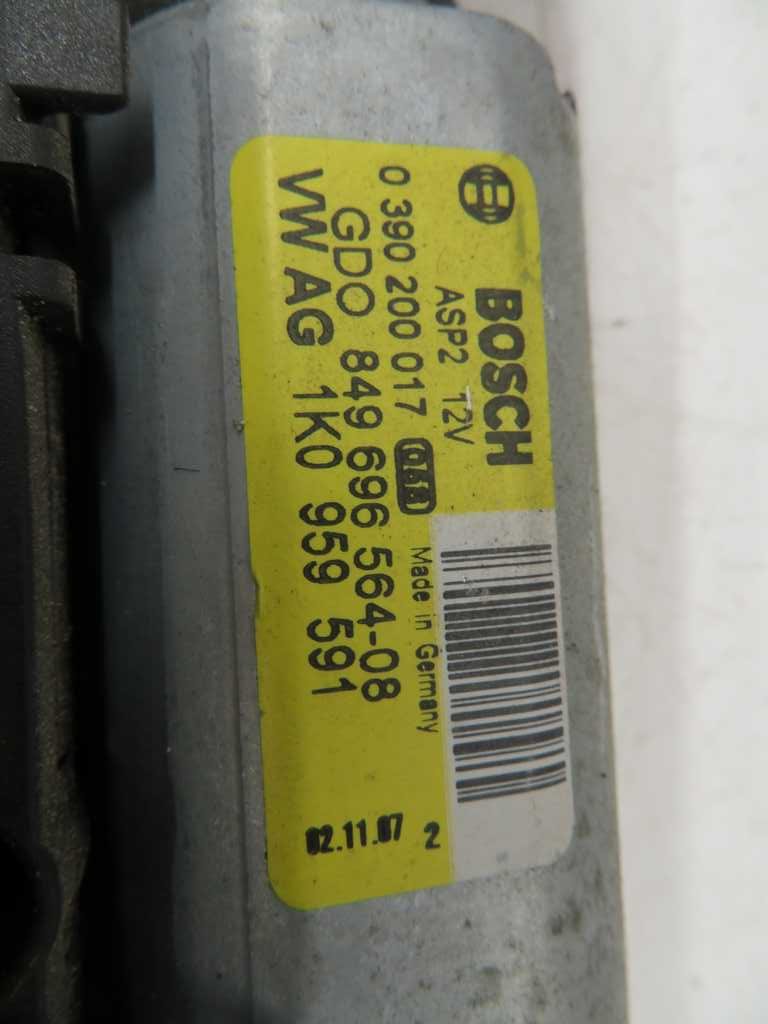 BOSCH
ASP2 12V
0 390 200 017
GDO 849 696 564-08
VW AG 1K0 959 591
Made in Germany
02.11.07 2